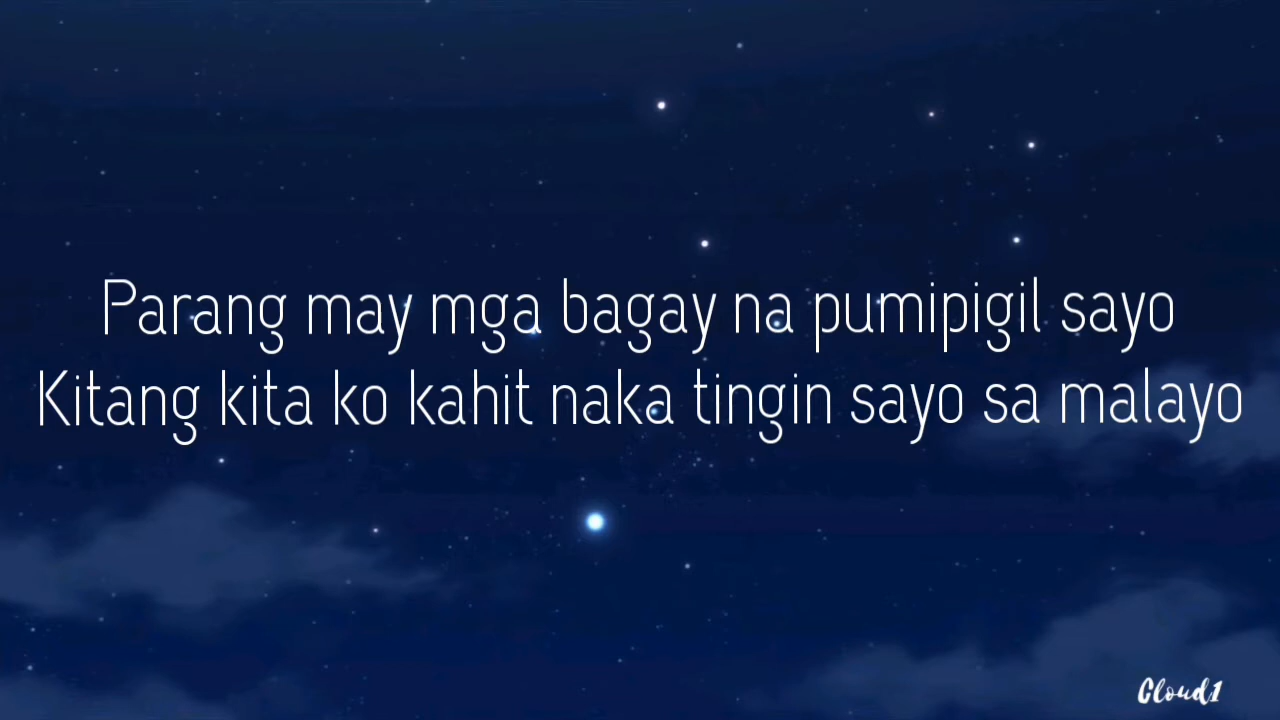 Parang may mga bagay na pumipigil sayo
Kitang kita ko kahit naka tingin sayo sa malayo
Cloud1